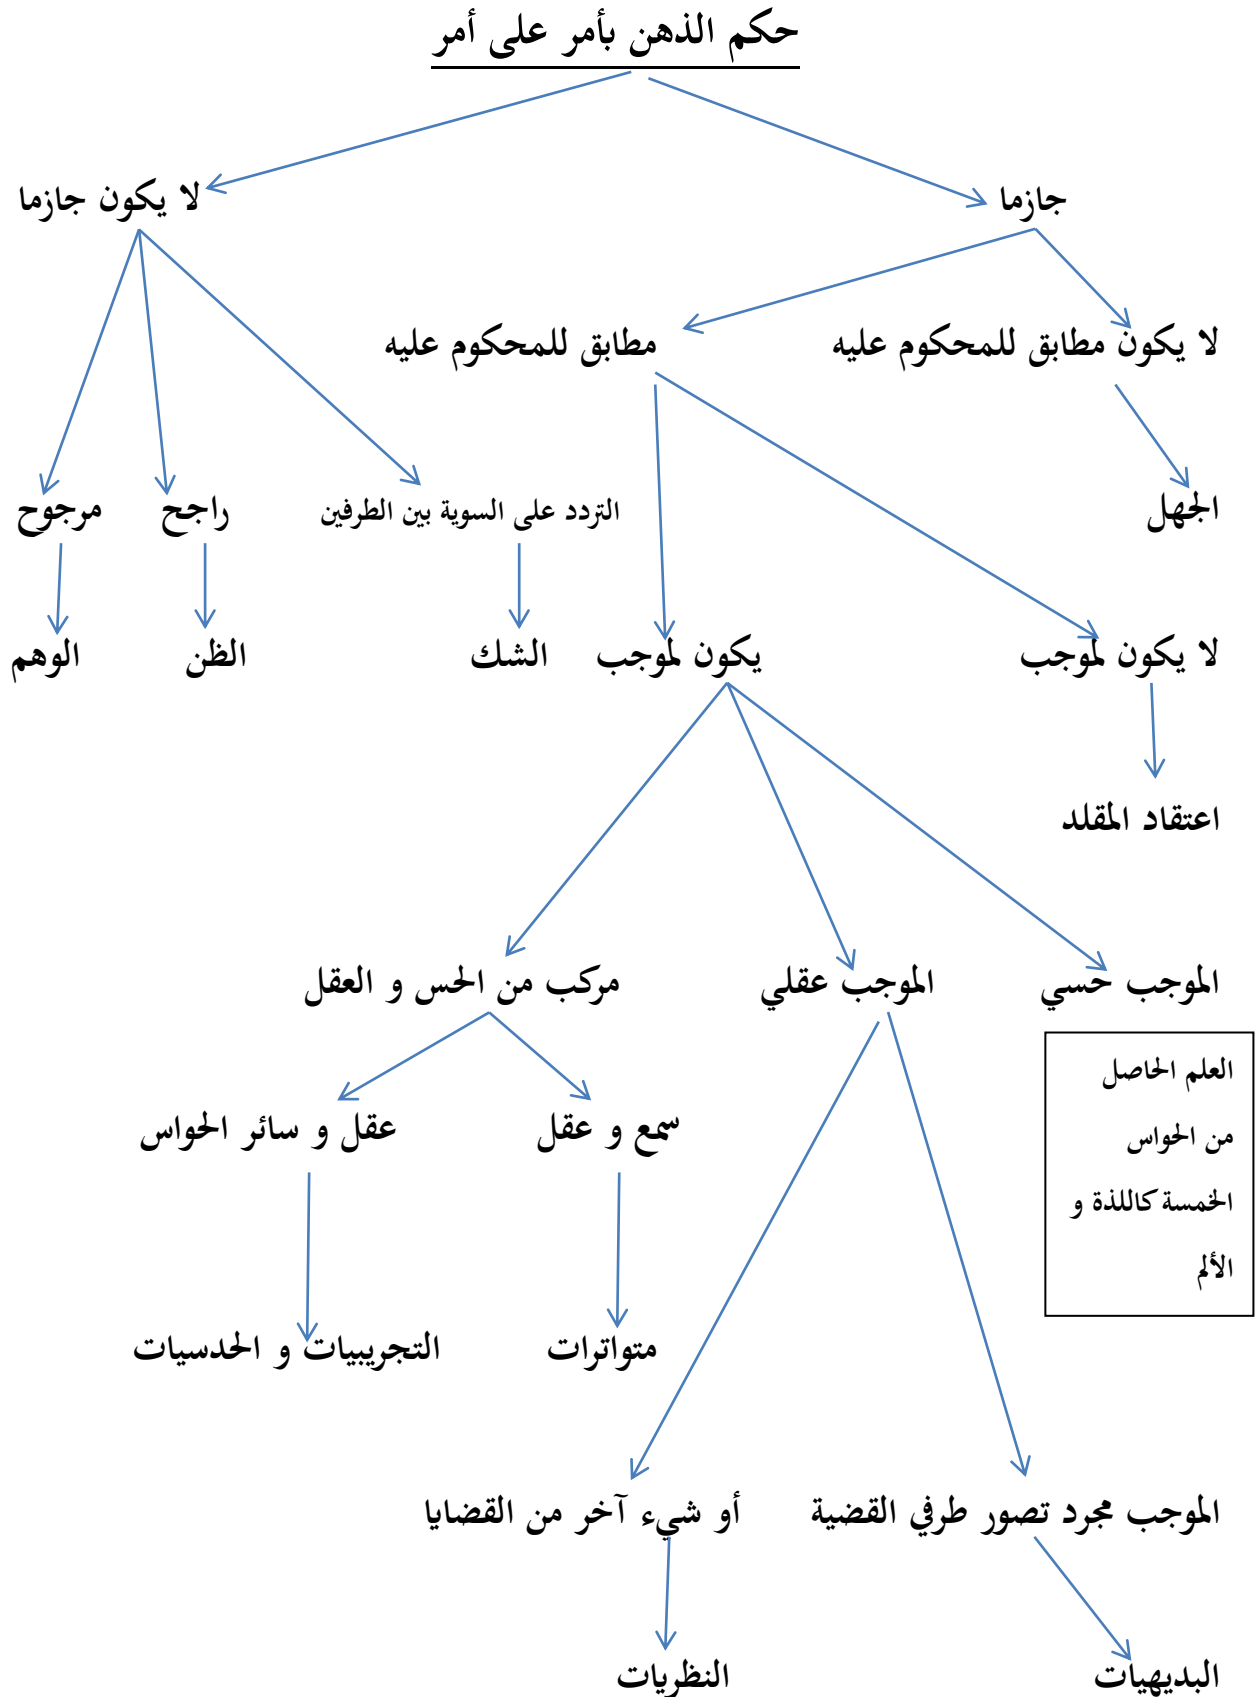 حكم الذهن بأمر على أمر
جازما
لا يكون جازما
لا يكون مطابق للمحكوم عليه
مطابق للمحكوم عليه
الجهل
التردد على السوية بين الطرفين
راجح
مرجوح
لا يكون لموجب
يكون لموجب
الشك
الظن
الوهم
اعتقاد المقلد
الموجب حسي
الموجب عقلي
مركب من الحس و العقل
العلم الحاصل
من الحواس
الخمسة كاللذة و
الألم
سمع و عقل
عقل و سائر الحواس
متواترات
التجريبيات و الحدسيات
الموجب مجرد تصور طرفي القضية
أو شيء آخر من القضايا
البديهيات
النظريات